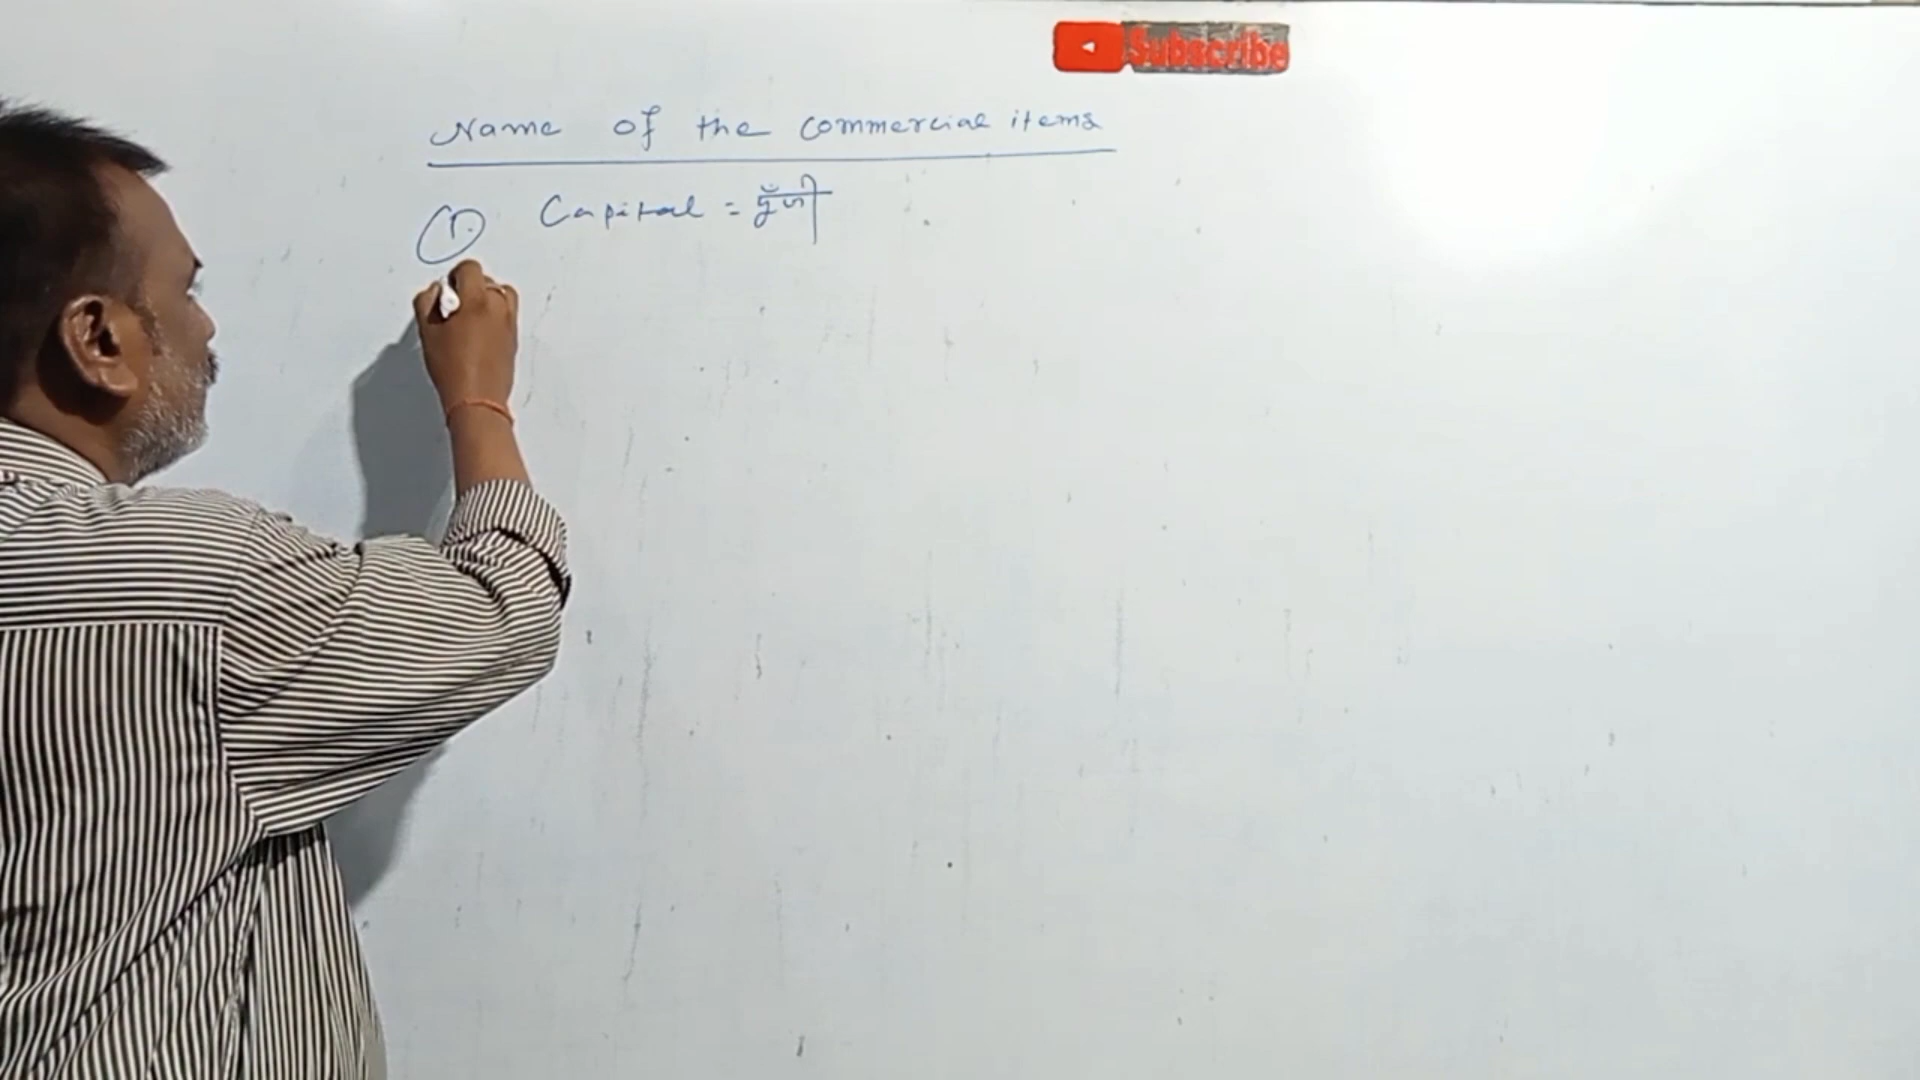 Subscribe
Name of the commercial items
1. Capital = पूँजी